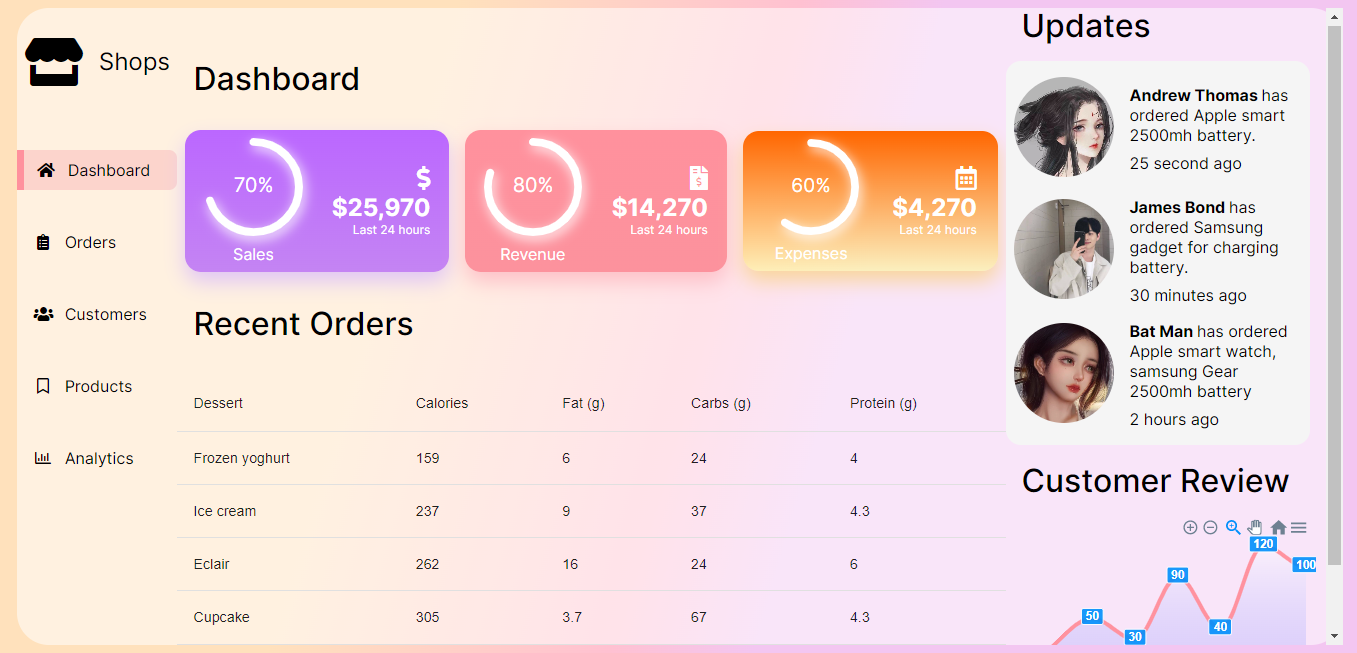 Shops
Dashboard
Orders
Customers
Products
Analytics
Dashboard
70%
$25,970
Last 24 hours
Sales
80%
$
$14,270
Last 24 hours
Revenue
60%
$4,270
Last 24 hours
Expenses
Recent Orders
Dessert Calories Fat (g) Carbs (g) Protein (g)
Frozen yoghurt 159 6 24 4
Ice cream 237 9 37 4.3
Eclair 262 16 24 6
Cupcake 305 3.7 67 4.3
Updates
Andrew Thomas has
ordered Apple smart
2500mh battery.
25 second ago
James Bond has
ordered Samsung
gadget for charging
battery.
30 minutes ago
Bat Man has ordered
Apple smart watch,
samsung Gear
2500mh battery
2 hours ago
Customer Review
120
100
90
50
40
30